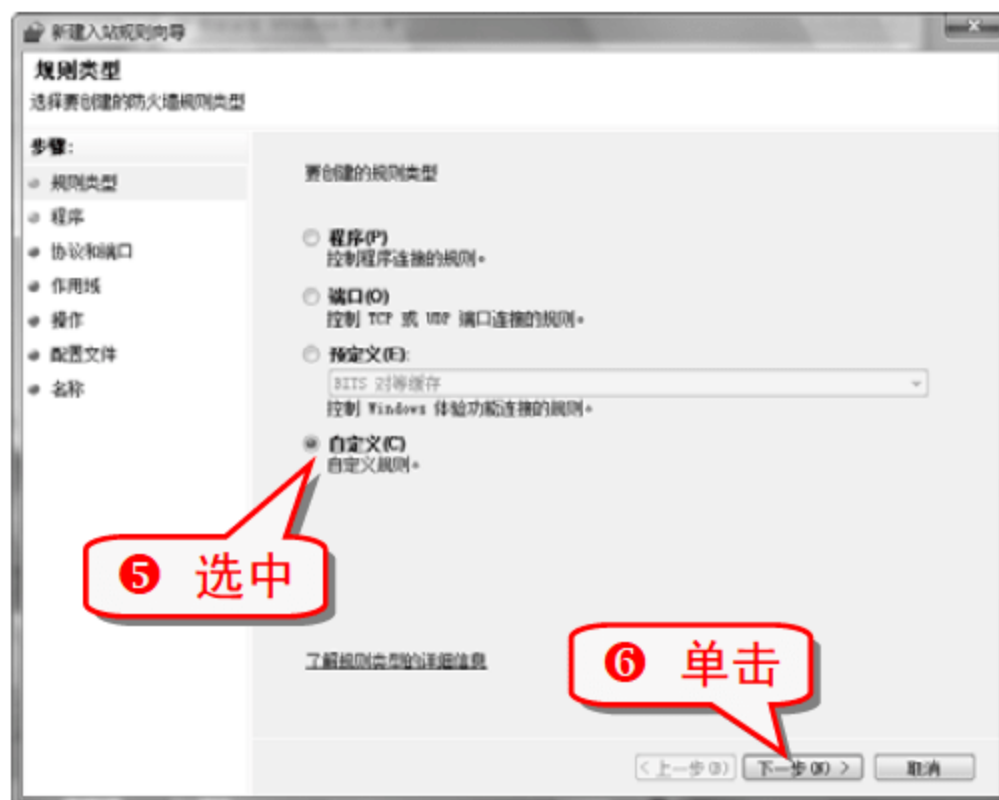 新建入站规则向导
规则类型
选择要创建的防火墙规则类型
步骤:
规则类型
程序
协议和端口
作用域
操作
配置文件
名称
要创建的规则类型
程序(P)
控制程序连接的规则。
端口(O)
控制 TCP 或 UDP 端口连接的规则。
预定义(E):
BITS 对等缓存
控制 Windows 体验功能连接的规则。
自定义(C)
自定义规则。
❺ 选中
了解规则类型的详细信息
❻ 单击
< 上一步(B)
下一步(N) >
取消